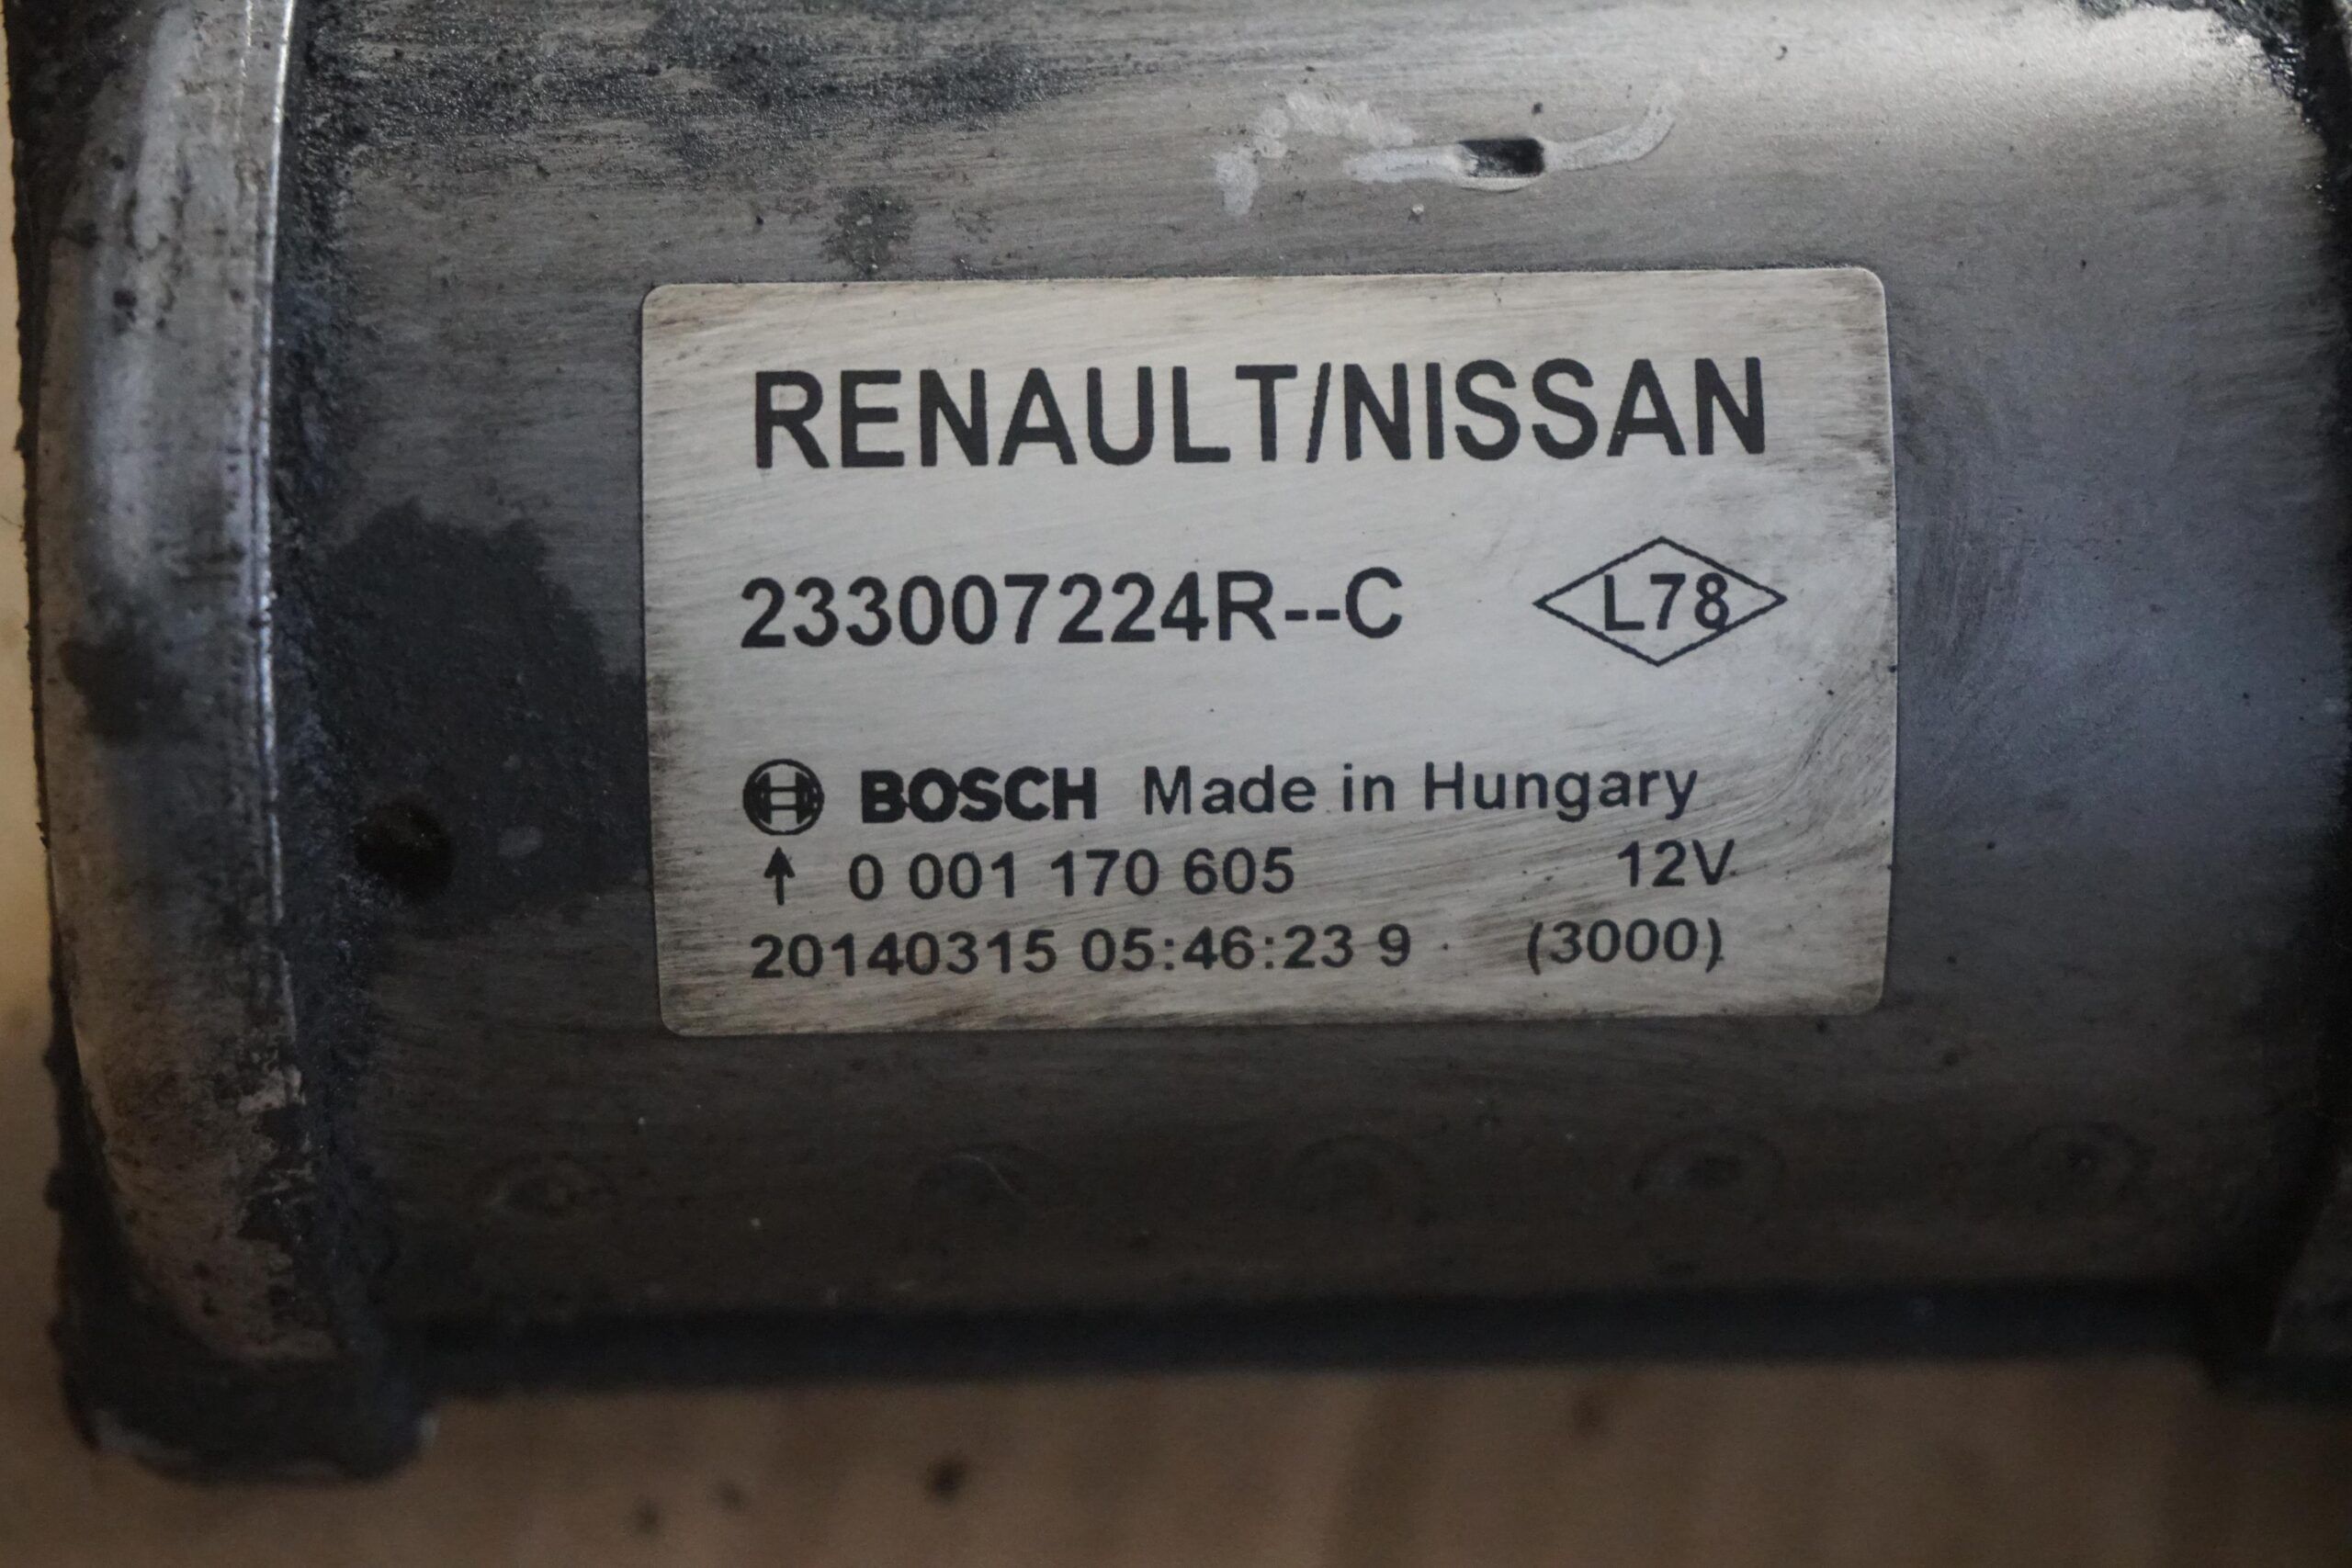 RENAULT/NISSAN
233007224R--C L78
BOSCH Made in Hungary
↑ 0 001 170 605 12V
20140315 05:46:23 9 (3000)